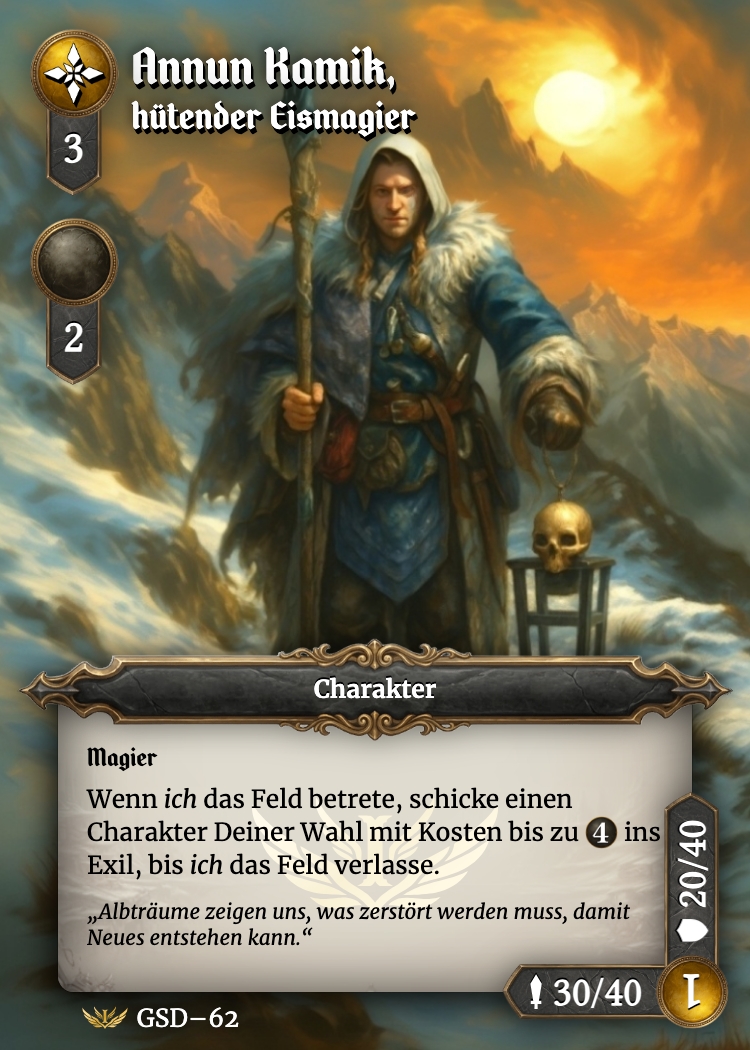 Annun Kamik,
hütender Eismagier
3
2
Charakter
Magier
Wenn ich das Feld betrete, schicke einen
Charakter Deiner Wahl mit Kosten bis zu 4 ins
Exil, bis ich das Feld verlasse.
„Albträume zeigen uns, was zerstört werden muss, damit
Neues entstehen kann.“
20/40
30/40
1
GSD–62